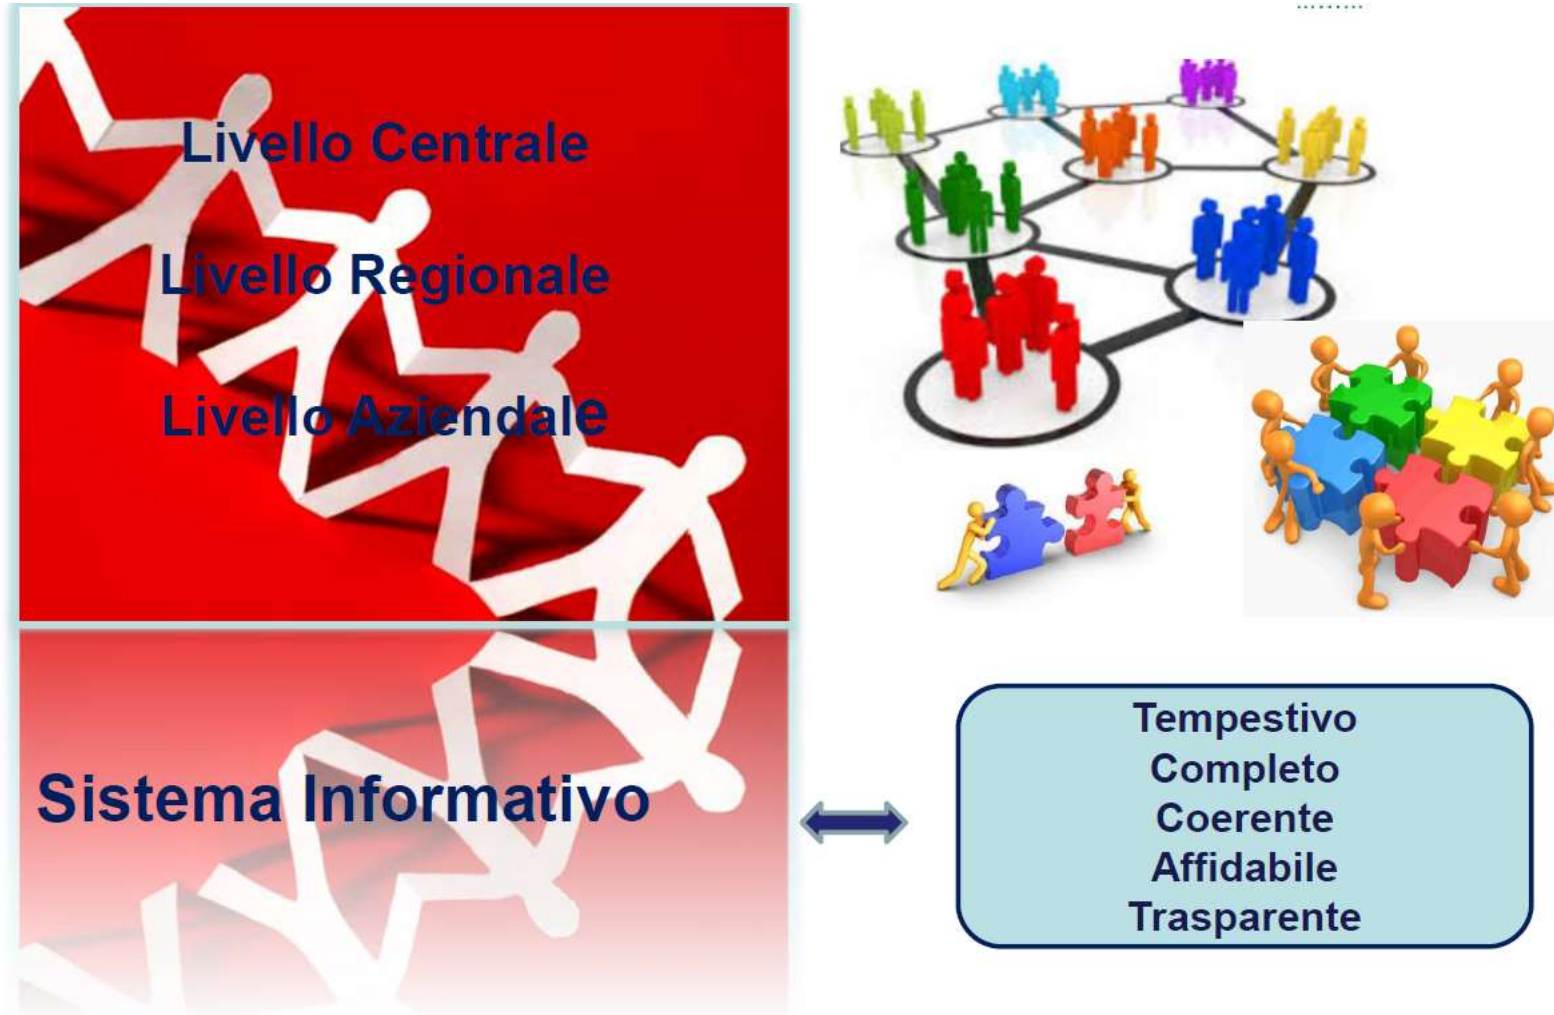 Livello Centrale
Livello Regionale
Livello Aziendale
Sistema Informativo
Tempestivo
Completo
Coerente
Affidabile
Trasparente